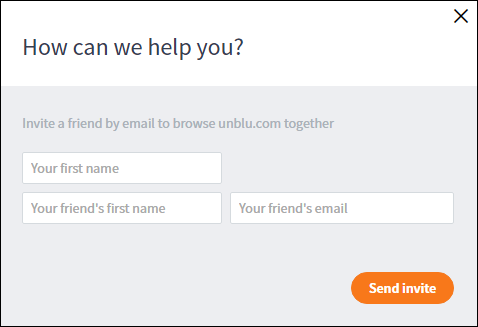 How can we help you?
Invite a friend by email to browse unblu.com together
Your first name
Your friend's first name
Your friend's email
Send invite